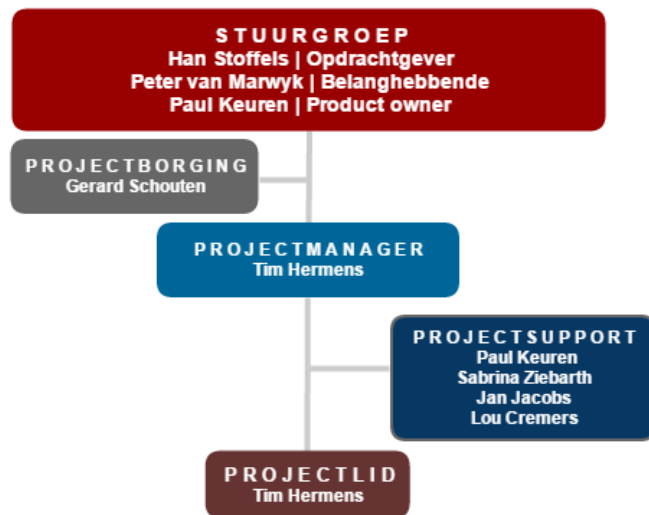 STUURGROEP
Han Stoffels | Opdrachtgever
Peter van Marwyk | Belanghebbende
Paul Keuren | Product owner
PROJECTBORGING
Gerard Schouten
PROJECTMANAGER
Tim Hermens
PROJECTSUPPORT
Paul Keuren
Sabrina Ziebarth
Jan Jacobs
Lou Cremers
PROJECTLID
Tim Hermens